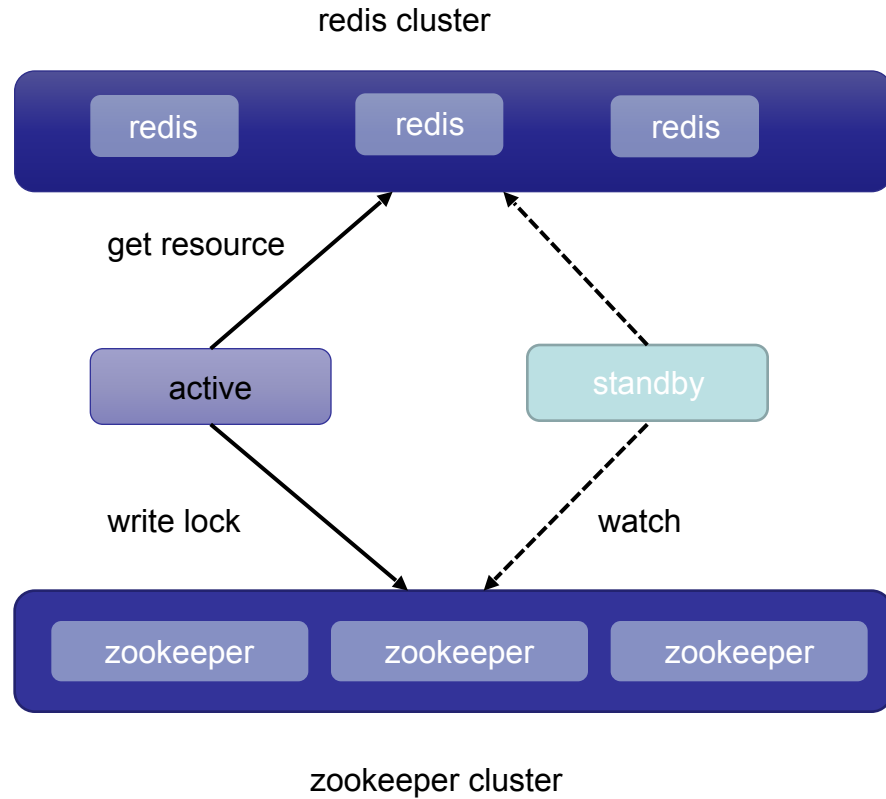 redis cluster
redis
redis
redis
get resource
active
standby
write lock
watch
zookeeper
zookeeper
zookeeper
zookeeper cluster